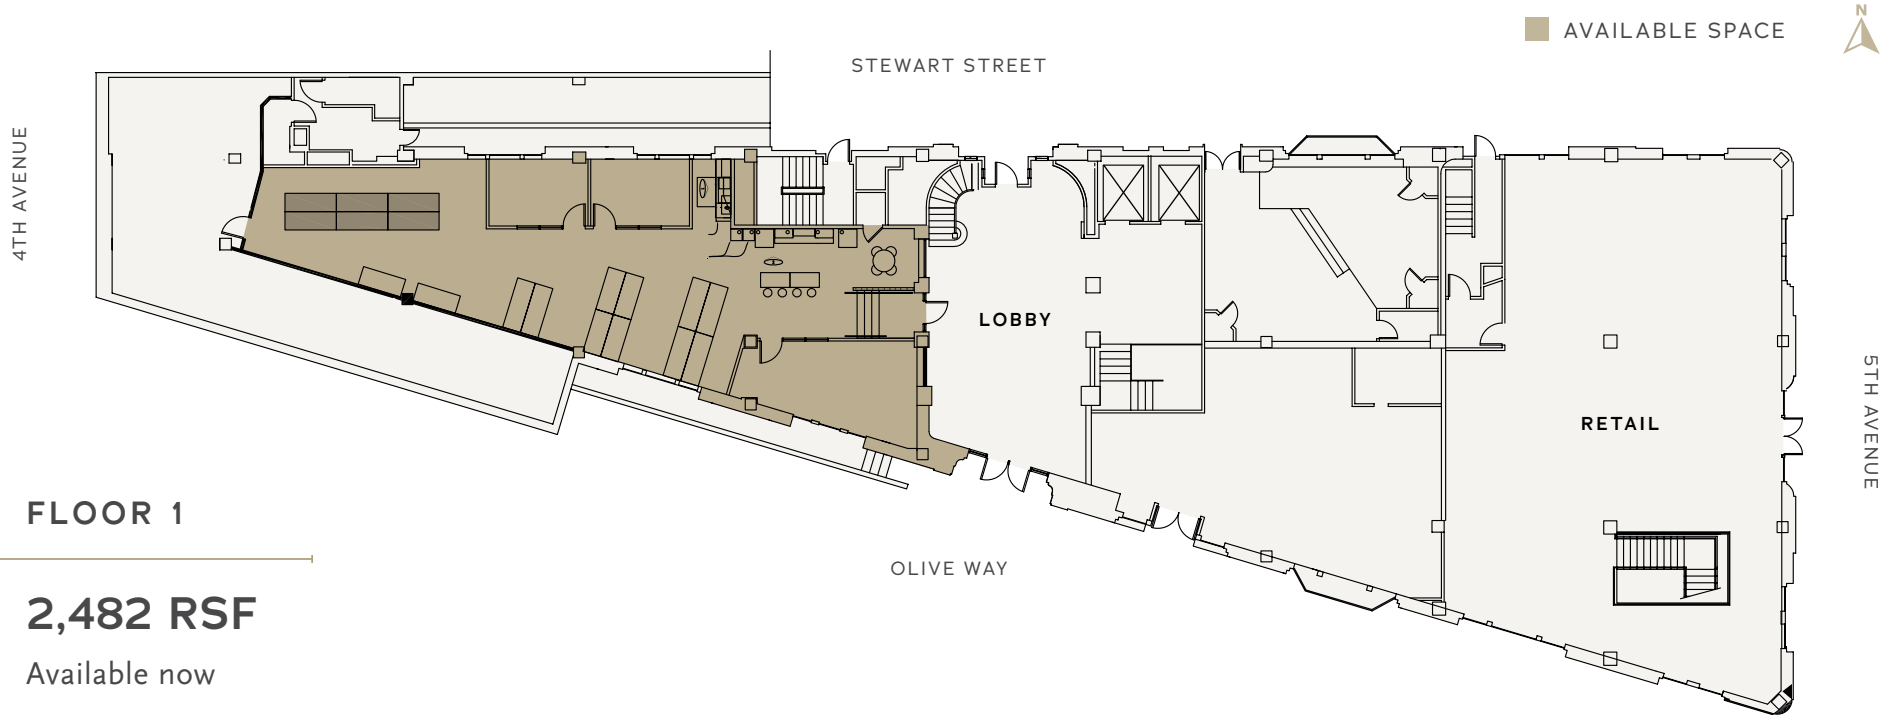 N
AVAILABLE SPACE
STEWART STREET
4TH AVENUE
LOBBY
RETAIL
5TH AVENUE
FLOOR 1
OLIVE WAY
2,482 RSF
Available now